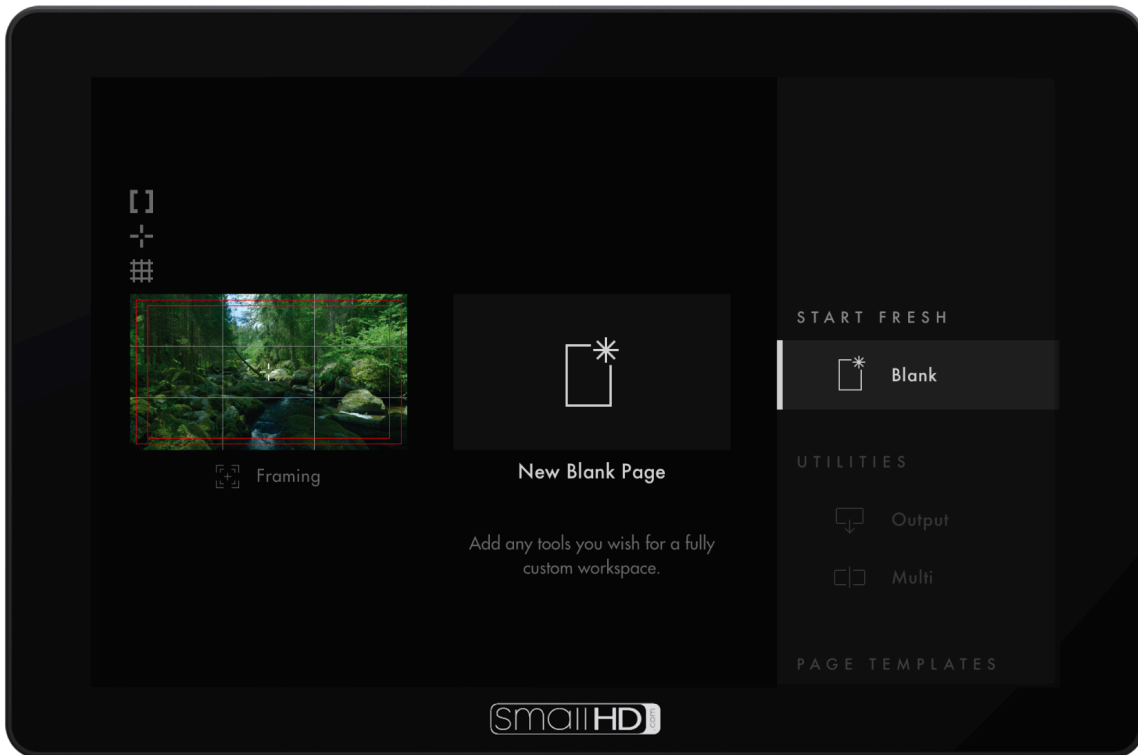 START FRESH
Blank
Framing
New Blank Page
Add any tools you wish for a fully
custom workspace.
UTILITIES
Output
Multi
PAGE TEMPLATES
smallHD.com